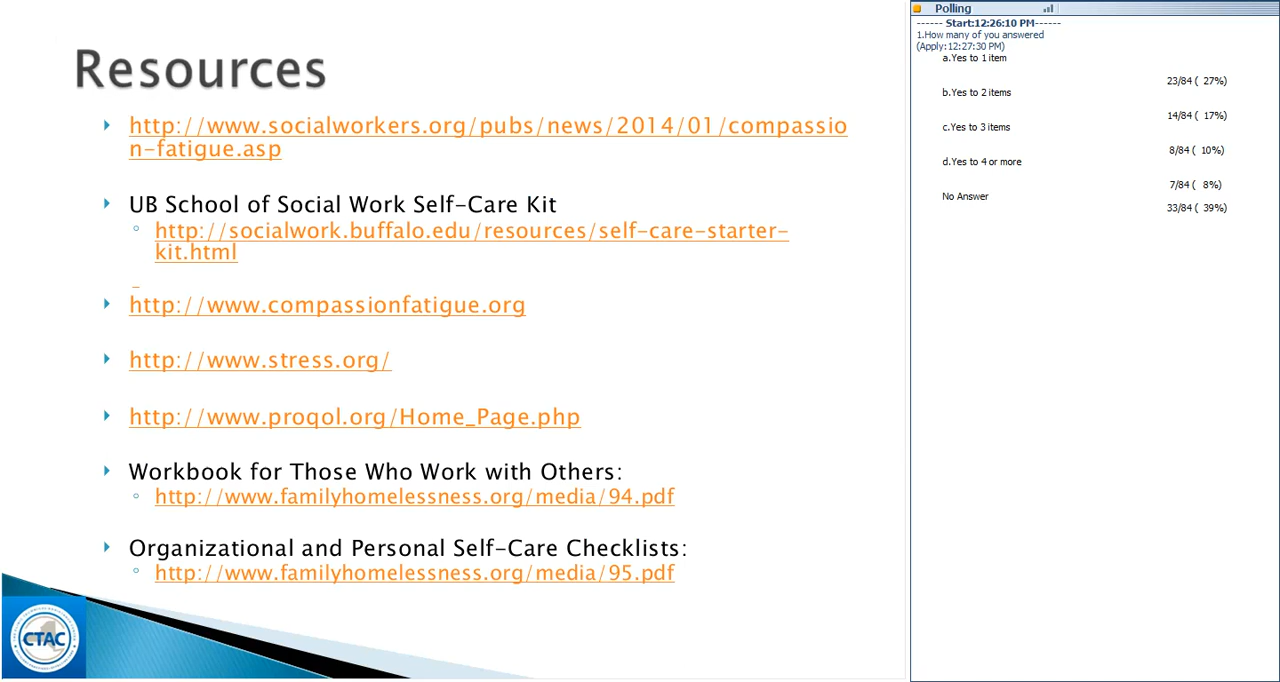 Resources
http://www.socialworkers.org/pubs/news/2014/01/compassio
n-fatigue.asp
UB School of Social Work Self-Care Kit
http://socialwork.buffalo.edu/resources/self-care-starter-
kit.html
http://www.compassionfatigue.org
http://www.stress.org/
http://www.proqol.org/Home_Page.php
Workbook for Those Who Work with Others:
http://www.familyhomelessness.org/media/94.pdf
Organizational and Personal Self-Care Checklists:
http://www.familyhomelessness.org/media/95.pdf
CTAC
Polling
------ Start:12:26:10 PM------
1.How many of you answered
(Apply:12:27:30 PM)
a.Yes to 1 item
23/84 ( 27%)
b.Yes to 2 items
14/84 ( 17%)
c.Yes to 3 items
8/84 ( 10%)
d.Yes to 4 or more
7/84 ( 8%)
No Answer
33/84 ( 39%)